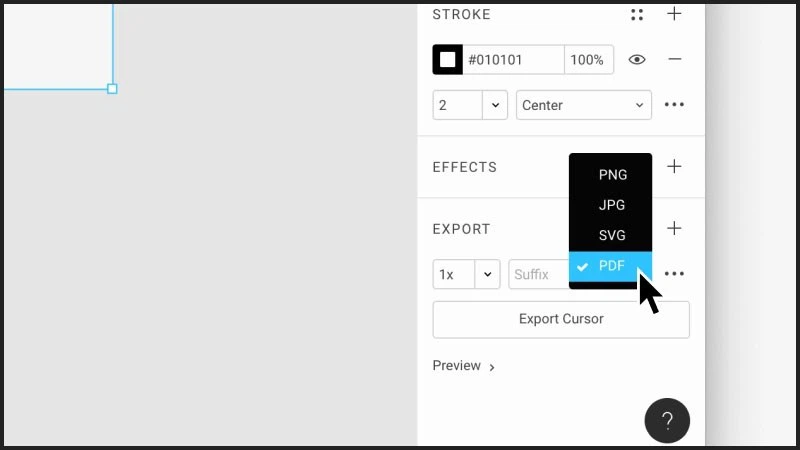 STROKE
#010101 100%
2 Center
EFFECTS
PNG
JPG
SVG
PDF
EXPORT
1x Suffix
Export Cursor
Preview
?